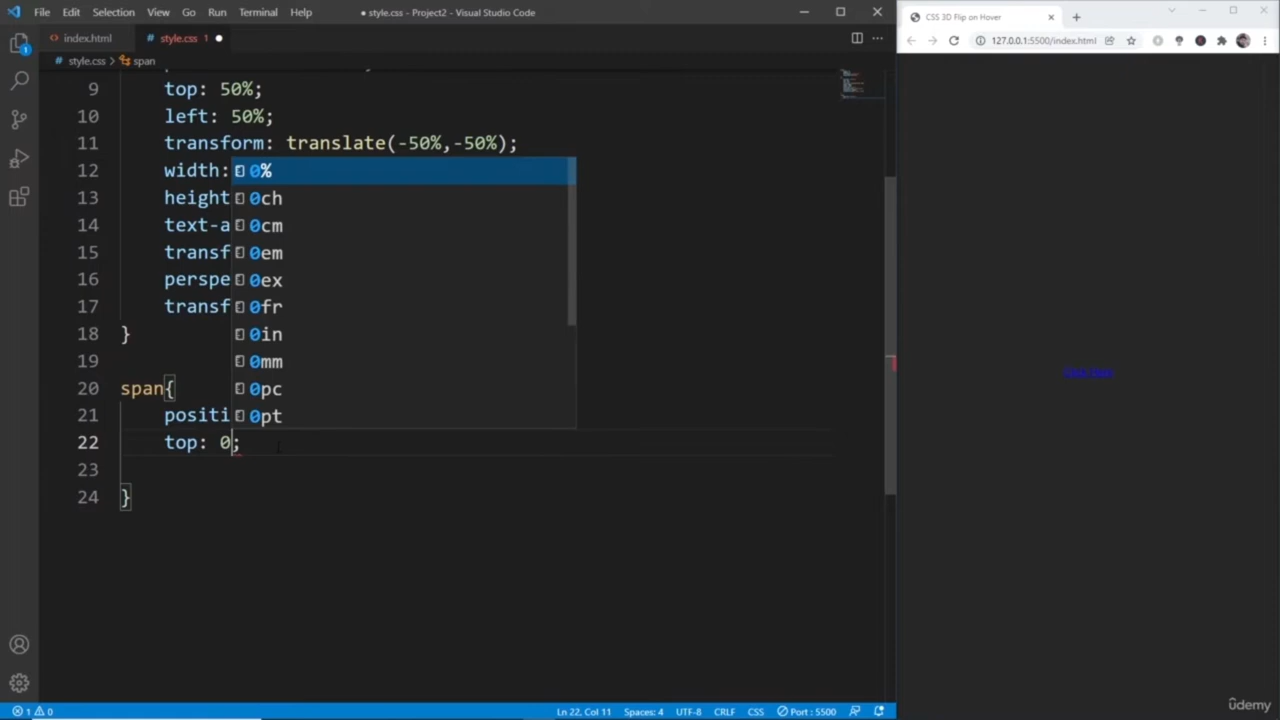 File Edit Selection View Go Run Terminal Help
● style.css - Project2 - Visual Studio Code
CSS 3D Flip on Hover
index.html
style.css 1
127.0.0.1:5500/index.html
style.css > span
9 top: 50%;
10 left: 50%;
11 transform: translate(-50%,-50%);
12 width:
13 height
14 text-a
15 transf
16 perspe
17 transf
18 }
19
20 span{
21 positi
22 top: 0;
23
24 }
0%
0ch
0cm
0em
0ex
0fr
0in
0mm
0pc
0pt
1
1 0
Ln 22, Col 11 Spaces: 4 UTF-8 CRLF CSS Port : 5500
ûdemy